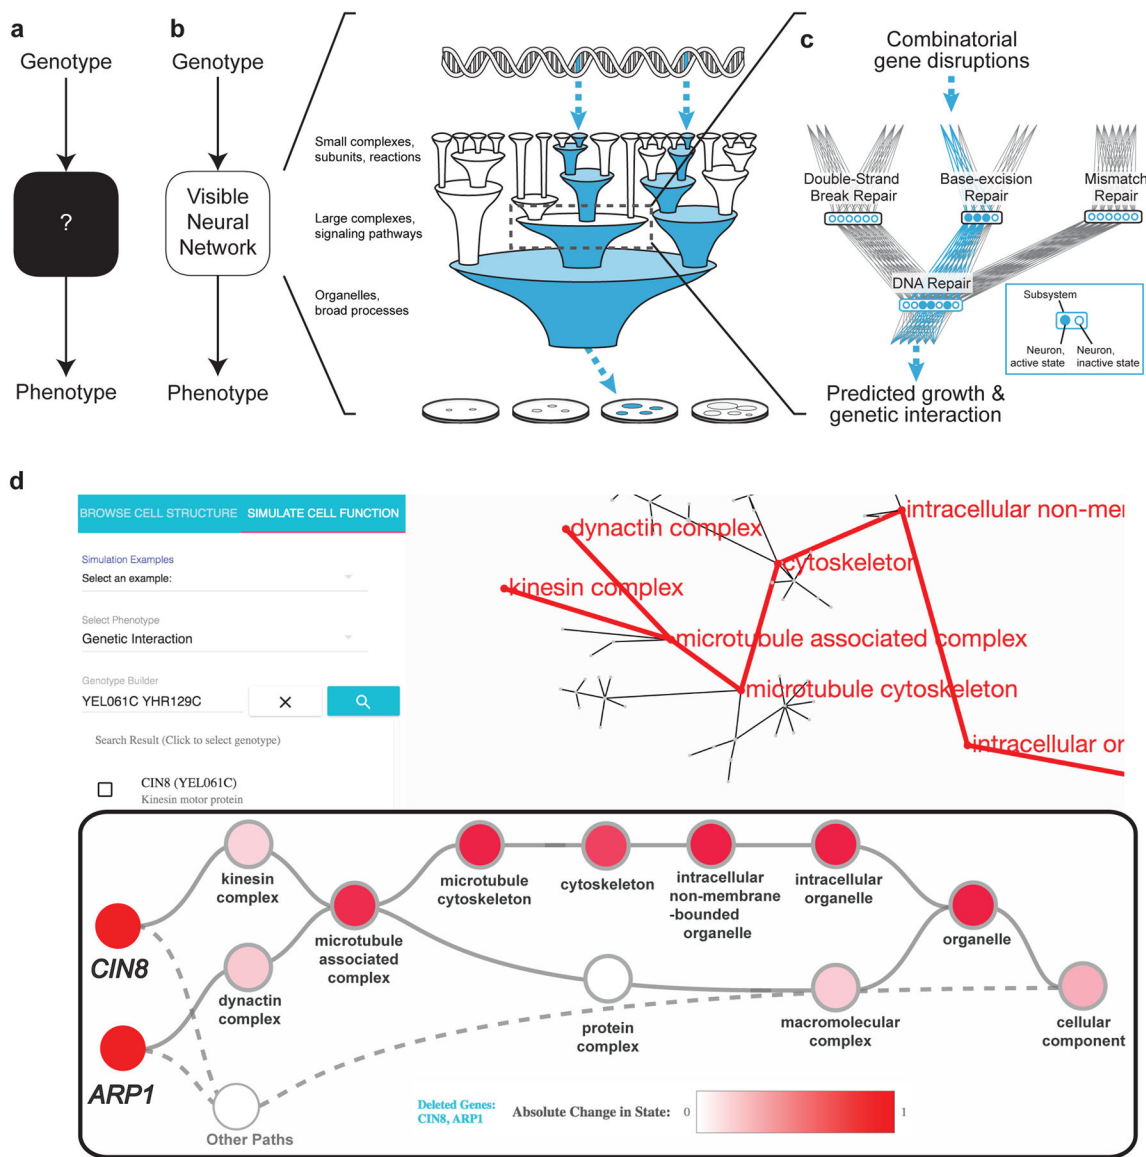 a
Genotype
?
Phenotype
b
Genotype
Visible
Neural
Network
Phenotype
Small complexes,
subunits, reactions
Large complexes,
signaling pathways
Organelles,
broad processes
c
Combinatorial
gene disruptions
Double-Strand
Break Repair
Base-excision
Repair
Mismatch
Repair
DNA Repair
Subsystem
Neuron,
active state
Neuron,
inactive state
Predicted growth &
genetic interaction
d
BROWSE CELL STRUCTURE
SIMULATE CELL FUNCTION
Simulation Examples
Select an example:
Select Phenotype
Genetic Interaction
Genotype Builder
YEL061C YHR129C
Search Result (Click to select genotype)
CIN8 (YEL061C)
Kinesin motor protein
dynactin complex
kinesin complex
cytoskeleton
intracellular non-mer
microtubule associated complex
microtubule cytoskeleton
intracellular or
CIN8
ARP1
kinesin
complex
dynactin
complex
microtubule
associated
complex
microtubule
cytoskeleton
cytoskeleton
intracellular
non-membrane
-bounded
organelle
intracellular
organelle
organelle
protein
complex
macromolecular
complex
cellular
component
Other Paths
Deleted Genes:
CIN8, ARP1
Absolute Change in State:
0
1